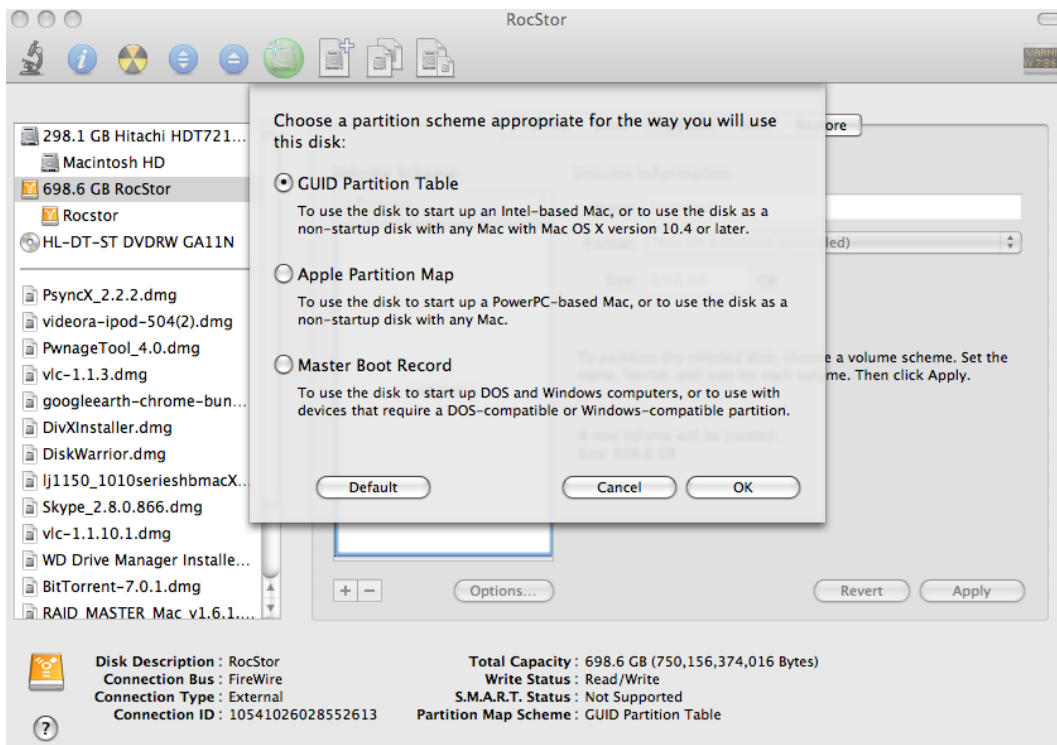 RocStor
298.1 GB Hitachi HDT721...
Macintosh HD
698.6 GB RocStor
Rocstor
HL-DT-ST DVDRW GA11N
PsyncX_2.2.2.dmg
videora-ipod-504(2).dmg
PwnageTool_4.0.dmg
vlc-1.1.3.dmg
googleearth-chrome-bun...
DivXInstaller.dmg
DiskWarrior.dmg
lj1150_1010serieshbmacX...
Skype_2.8.0.866.dmg
vlc-1.1.10.1.dmg
WD Drive Manager Installe...
BitTorrent-7.0.1.dmg
RAID MASTER Mac v1.6.1....
Choose a partition scheme appropriate for the way you will use
this disk:
GUID Partition Table
To use the disk to start up an Intel-based Mac, or to use the disk as a
non-startup disk with any Mac with Mac OS X version 10.4 or later.
Apple Partition Map
To use the disk to start up a PowerPC-based Mac, or to use the disk as a
non-startup disk with any Mac.
Master Boot Record
To use the disk to start up DOS and Windows computers, or to use with
devices that require a DOS-compatible or Windows-compatible partition.
Default
Cancel
OK
ore
Volume Information
led)
e a volume scheme. Set the
me. Then click Apply.
+ −
Options...
Revert
Apply
Disk Description : RocStor
Connection Bus : FireWire
Connection Type : External
Connection ID : 10541026028552613
Total Capacity : 698.6 GB (750,156,374,016 Bytes)
Write Status : Read/Write
S.M.A.R.T. Status : Not Supported
Partition Map Scheme : GUID Partition Table
?